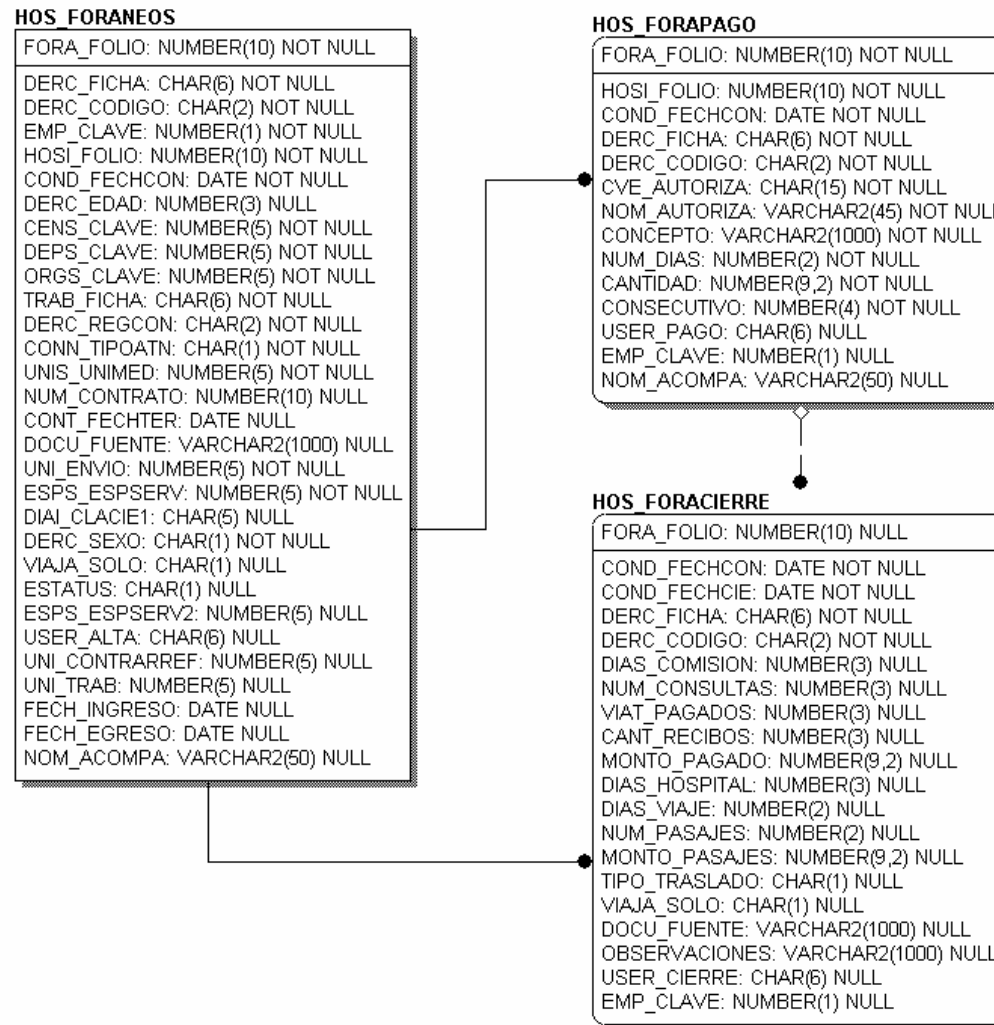 HOS_FORANEOS
FORA_FOLIO: NUMBER(10) NOT NULL
DERC_FICHA: CHAR(6) NOT NULL
DERC_CODIGO: CHAR(2) NOT NULL
EMP_CLAVE: NUMBER(1) NOT NULL
HOSI_FOLIO: NUMBER(10) NOT NULL
COND_FECHCON: DATE NOT NULL
DERC_EDAD: NUMBER(3) NULL
CENS_CLAVE: NUMBER(5) NOT NULL
DEPS_CLAVE: NUMBER(5) NOT NULL
ORGS_CLAVE: NUMBER(5) NOT NULL
TRAB_FICHA: CHAR(6) NOT NULL
DERC_REGCON: CHAR(2) NOT NULL
CONN_TIPOATN: CHAR(1) NOT NULL
UNIS_UNIMED: NUMBER(5) NOT NULL
NUM_CONTRATO: NUMBER(10) NULL
CONT_FECHTER: DATE NULL
DOCU_FUENTE: VARCHAR2(1000) NULL
UNI_ENVIO: NUMBER(5) NOT NULL
ESPS_ESPSERV: NUMBER(5) NOT NULL
DIAI_CLACIE1: CHAR(5) NULL
DERC_SEXO: CHAR(1) NOT NULL
VIAJA_SOLO: CHAR(1) NULL
ESTATUS: CHAR(1) NULL
ESPS_ESPSERV2: NUMBER(5) NULL
USER_ALTA: CHAR(6) NULL
UNI_CONTRARREF: NUMBER(5) NULL
UNI_TRAB: NUMBER(5) NULL
FECH_INGRESO: DATE NULL
FECH_EGRESO: DATE NULL
NOM_ACOMPA: VARCHAR2(50) NULL
HOS_FORAPAGO
FORA_FOLIO: NUMBER(10) NOT NULL
HOSI_FOLIO: NUMBER(10) NOT NULL
COND_FECHCON: DATE NOT NULL
DERC_FICHA: CHAR(6) NOT NULL
DERC_CODIGO: CHAR(2) NOT NULL
CVE_AUTORIZA: CHAR(15) NOT NULL
NOM_AUTORIZA: VARCHAR2(45) NOT NULL
CONCEPTO: VARCHAR2(1000) NOT NULL
NUM_DIAS: NUMBER(2) NOT NULL
CANTIDAD: NUMBER(9,2) NOT NULL
CONSECUTIVO: NUMBER(4) NOT NULL
USER_PAGO: CHAR(6) NULL
EMP_CLAVE: NUMBER(1) NULL
NOM_ACOMPA: VARCHAR2(50) NULL
HOS_FORACIERRE
FORA_FOLIO: NUMBER(10) NULL
COND_FECHCON: DATE NOT NULL
COND_FECHCIE: DATE NOT NULL
DERC_FICHA: CHAR(6) NOT NULL
DERC_CODIGO: CHAR(2) NOT NULL
DIAS_COMISION: NUMBER(3) NULL
NUM_CONSULTAS: NUMBER(3) NULL
VIAT_PAGADOS: NUMBER(3) NULL
CANT_RECIBOS: NUMBER(3) NULL
MONTO_PAGADO: NUMBER(9,2) NULL
DIAS_HOSPITAL: NUMBER(3) NULL
DIAS_VIAJE: NUMBER(2) NULL
NUM_PASAJES: NUMBER(2) NULL
MONTO_PASAJES: NUMBER(9,2) NULL
TIPO_TRASLADO: CHAR(1) NULL
VIAJA_SOLO: CHAR(1) NULL
DOCU_FUENTE: VARCHAR2(1000) NULL
OBSERVACIONES: VARCHAR2(1000) NULL
USER_CIERRE: CHAR(6) NULL
EMP_CLAVE: NUMBER(1) NULL